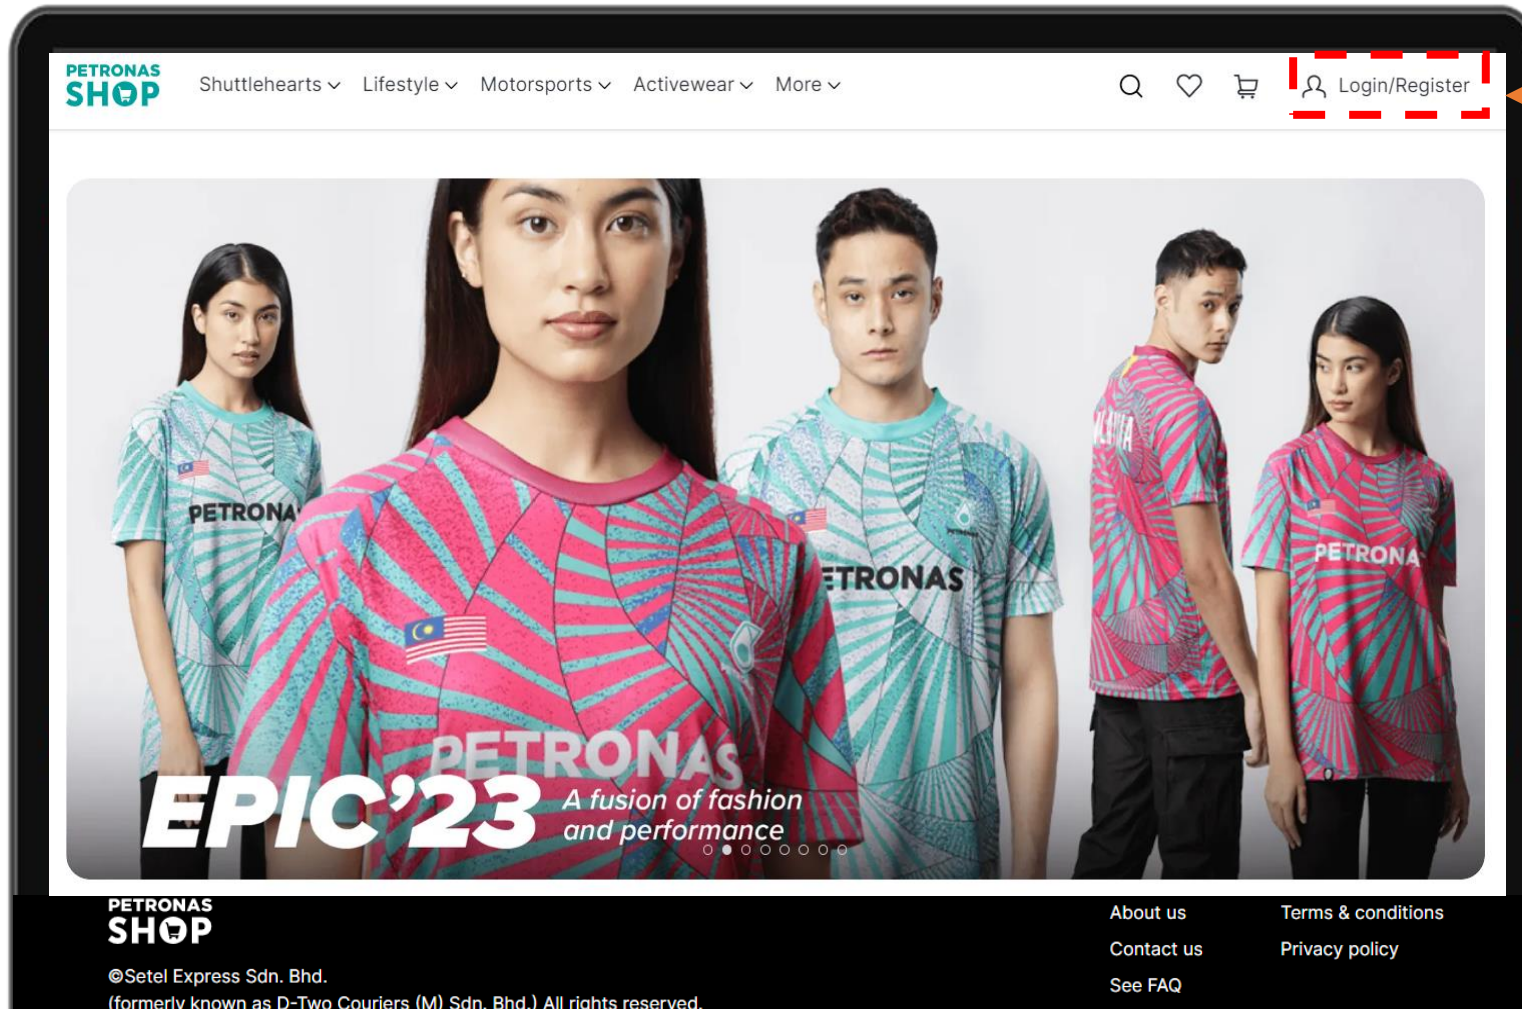 PETRONAS
SHOP
Shuttlehearts
Lifestyle
Motorsports
Activewear
More
Login/Register
PETRONA
PETRONAS
ETRONAS
PETRONAS
PETRONA
EPIC'23
A fusion of fashion
and performance
PETRONAS
SHOP
©Setel Express Sdn. Bhd.
(formerly known as D-Two Couriers (M) Sdn. Bhd.) All rights reserved.
About us
Contact us
See FAQ
Terms & conditions
Privacy policy